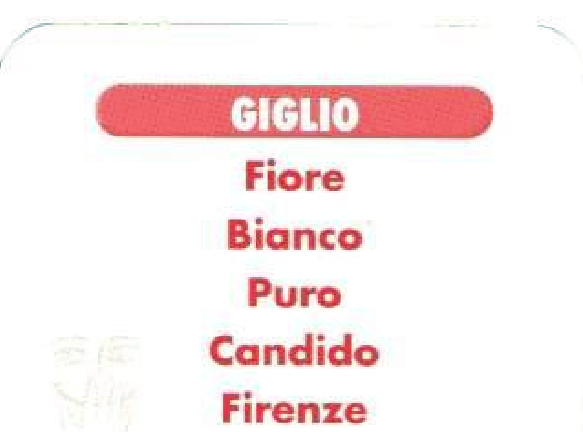 GIGLIO
Fiore
Bianco
Puro
Candido
Firenze